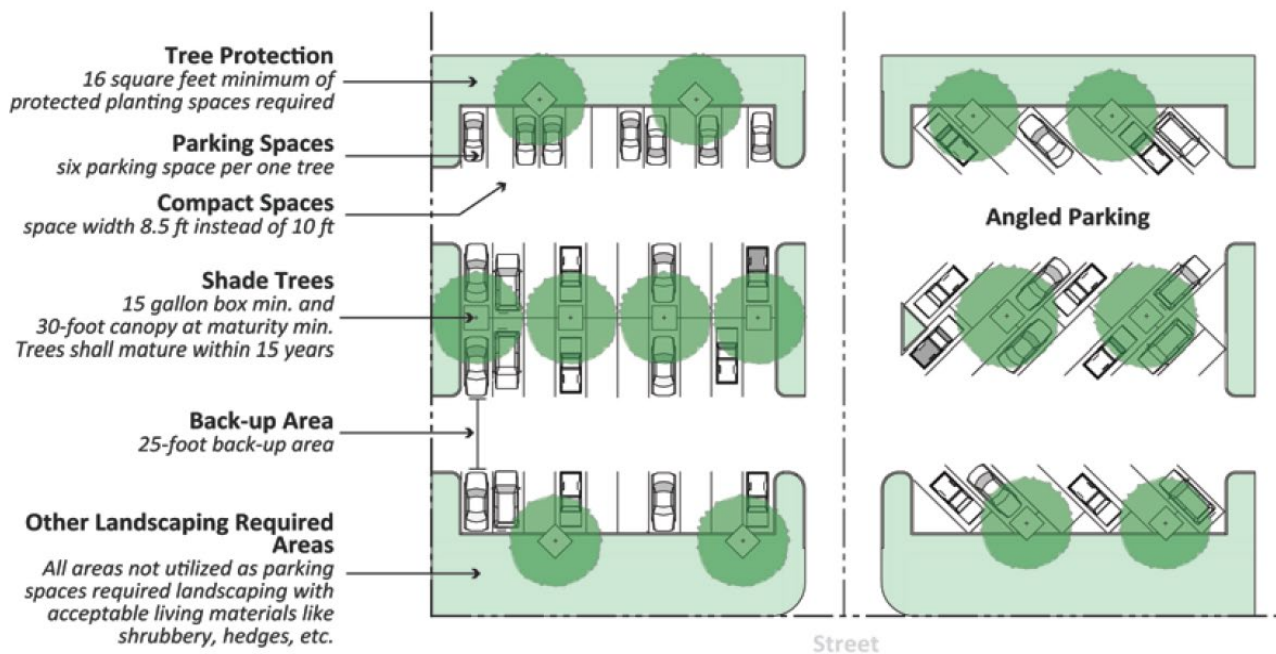 Tree Protection
16 square feet minimum of
protected planting spaces required
Parking Spaces
six parking space per one tree
Compact Spaces
space width 8.5 ft instead of 10 ft
Shade Trees
15 gallon box min. and
30-foot canopy at maturity min.
Trees shall mature within 15 years
Back-up Area
25-foot back-up area
Other Landscaping Required
Areas
All areas not utilized as parking
spaces required landscaping with
acceptable living materials like
shrubbery, hedges, etc.
Angled Parking
Street